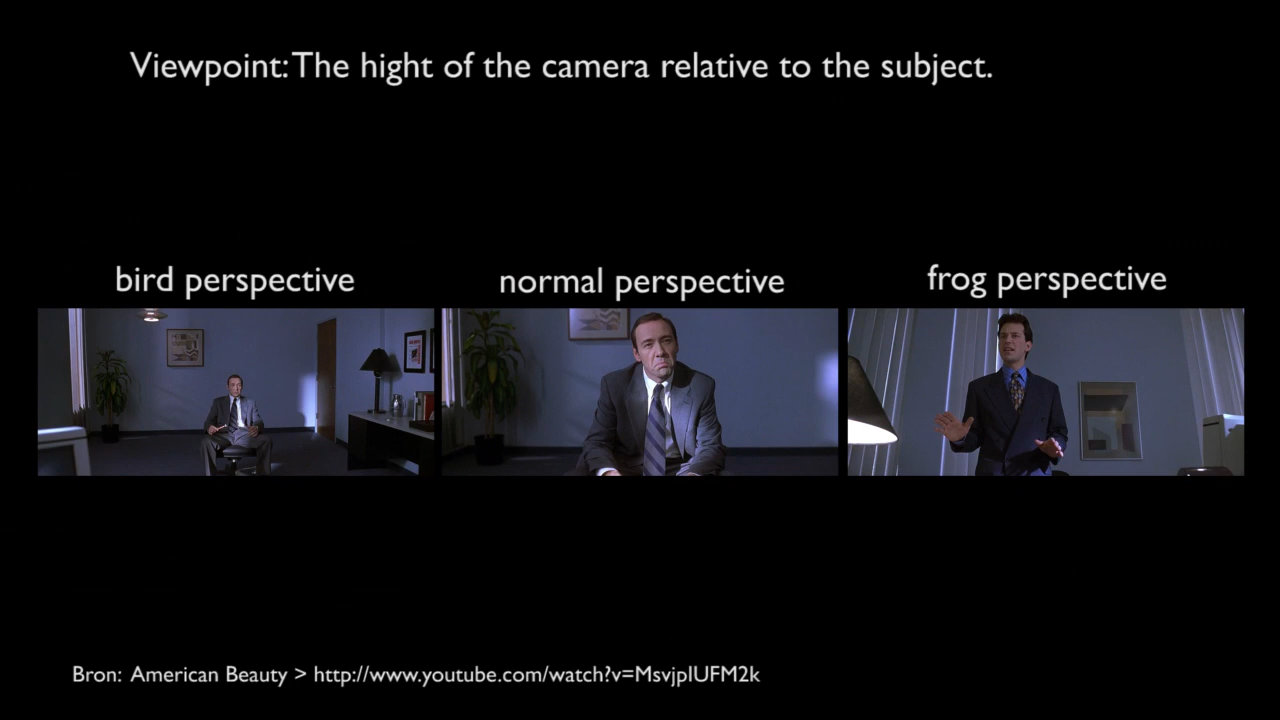 Viewpoint: The hight of the camera relative to the subject.
bird perspective
normal perspective
frog perspective
Bron: American Beauty > http://www.youtube.com/watch?v=MsvjplUFM2k